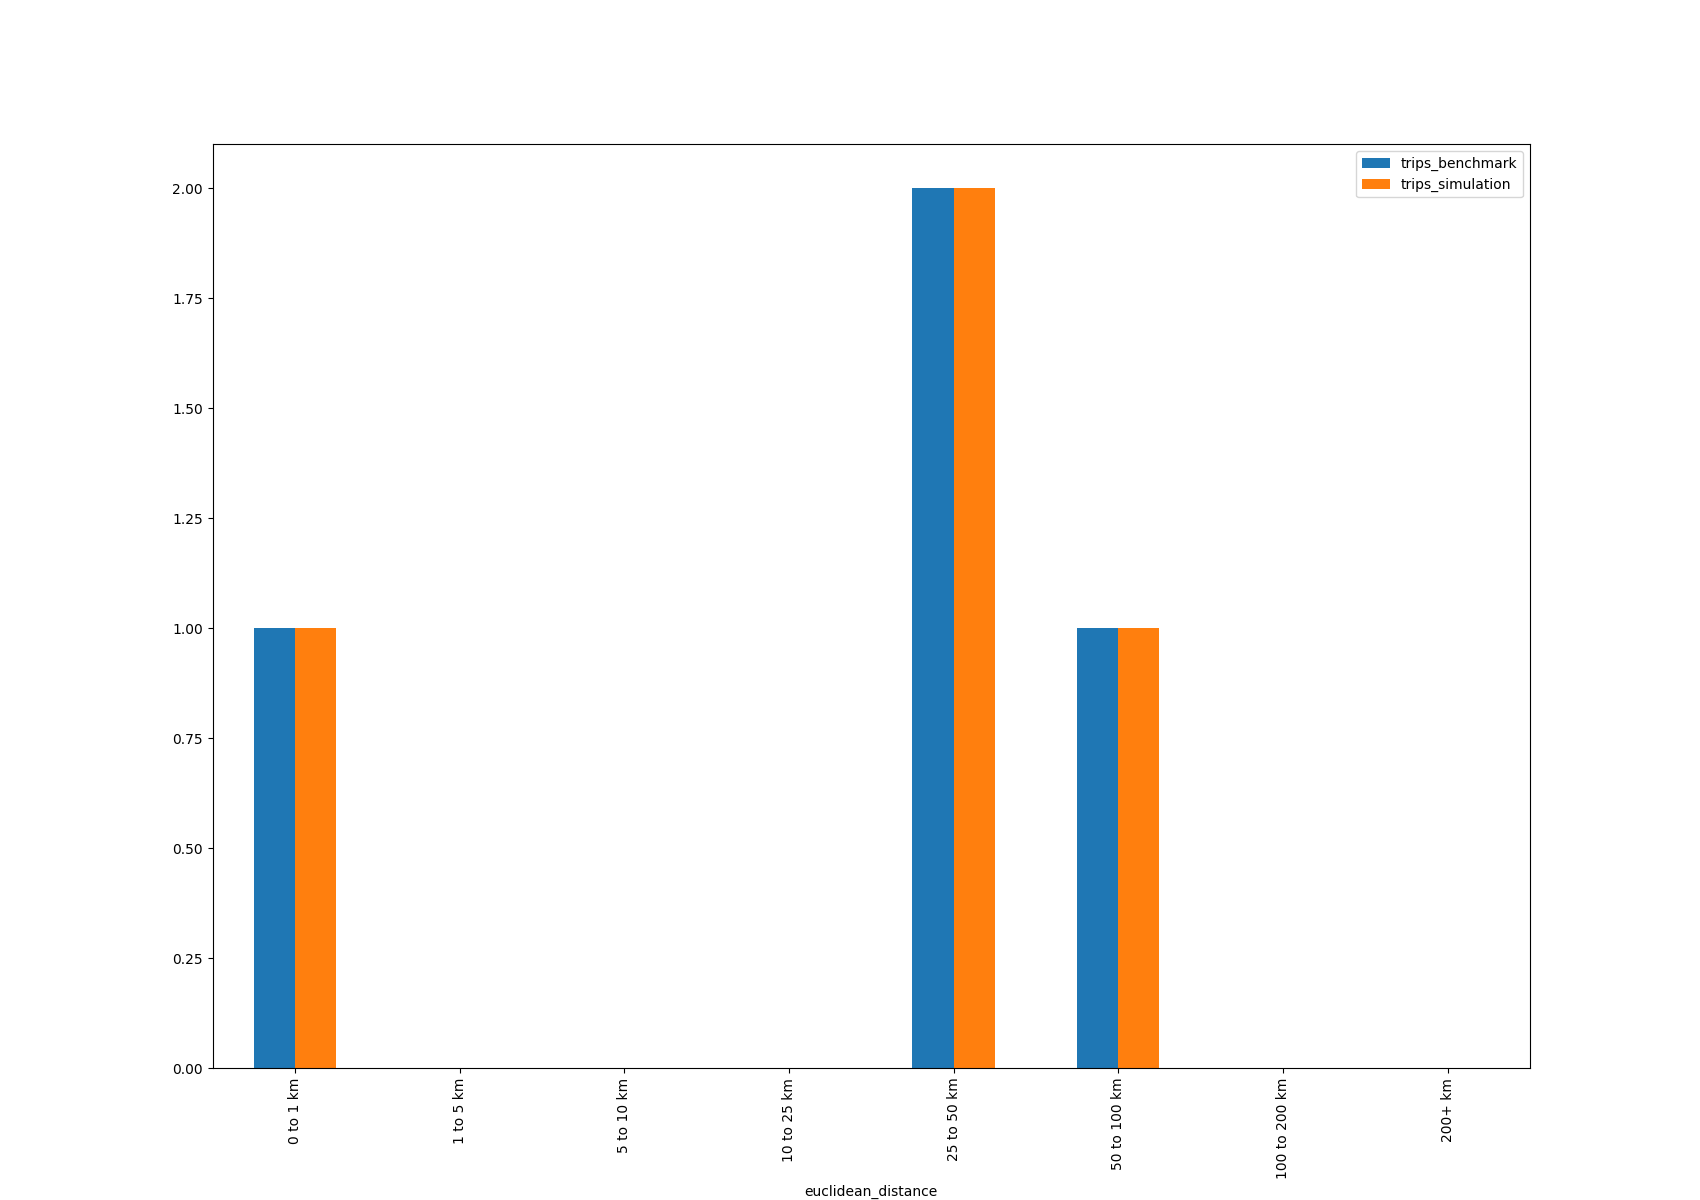 trips_benchmark
trips_simulation
2.00
1.75
1.50
1.25
1.00
0.75
0.50
0.25
0.00
0 to 1 km
1 to 5 km
5 to 10 km
10 to 25 km
25 to 50 km
50 to 100 km
100 to 200 km
200+ km
euclidean_distance